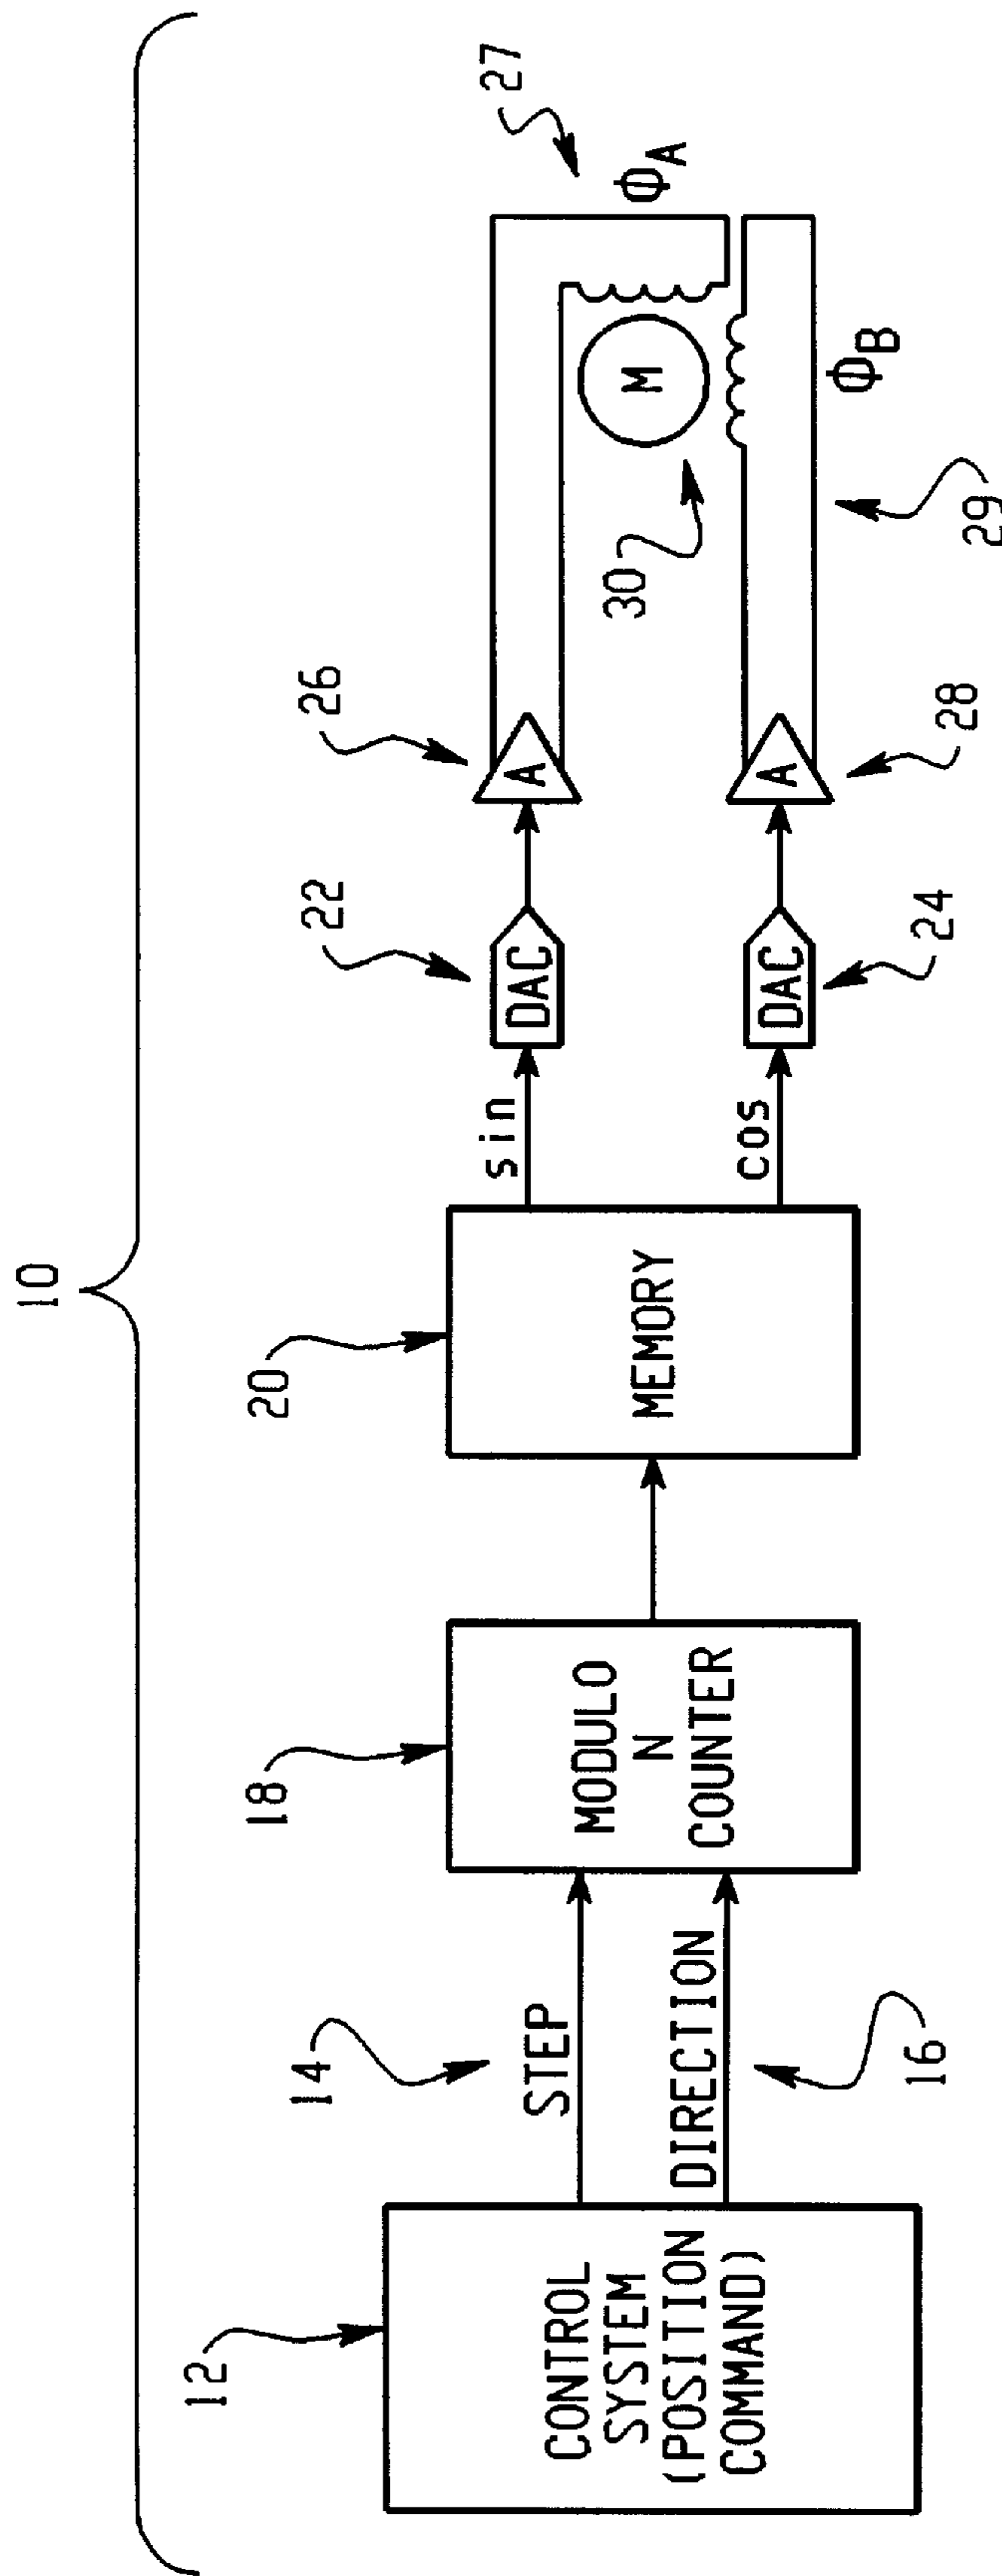 10
12
CONTROL
SYSTEM
(POSITION
COMMAND)
14
STEP
DIRECTION
16
18
MODULO
N
COUNTER
20
MEMORY
sin
cos
22
DAC
DAC
24
26
A
A
28
30
M
27
ΦA
ΦB
29